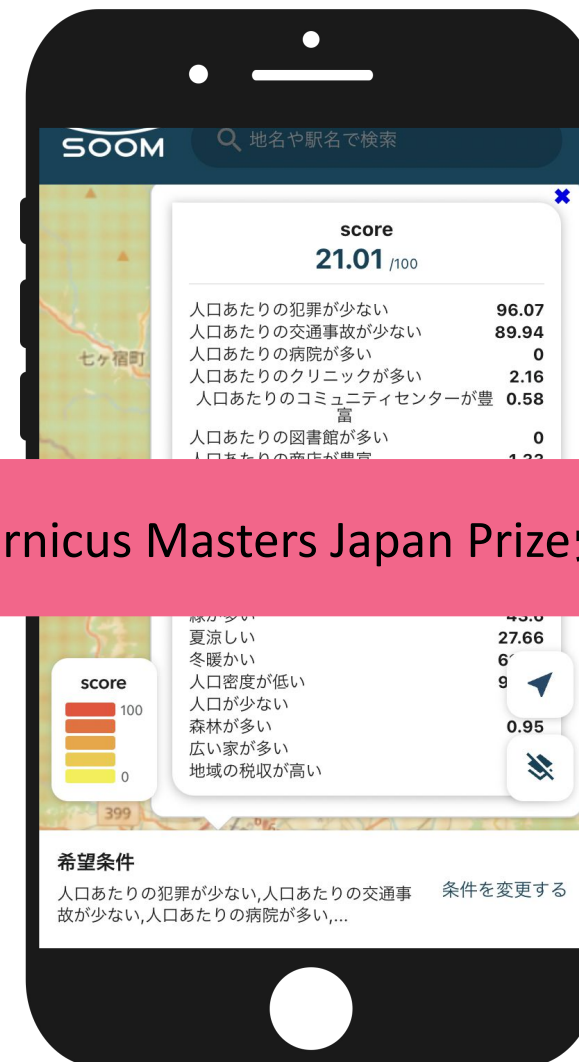 SOOM
地名や駅名で検索
score
21.01 /100
人口あたりの犯罪が少ない 96.07
人口あたりの交通事故が少ない 89.94
人口あたりの病院が多い 0
人口あたりのクリニックが多い 2.16
人口あたりのコミュニティセンターが豊富 0.58
人口あたりの図書館が多い 0
七ヶ宿町
rnicus Masters Japan Prize
夏涼しい 27.66
冬暖かい 6
人口密度が低い 9
人口が少ない
森林が多い 0.95
広い家が多い
地域の税収が高い
score
100
0
399
希望条件
人口あたりの犯罪が少ない,人口あたりの交通事
故が少ない,人口あたりの病院が多い,...
条件を変更する